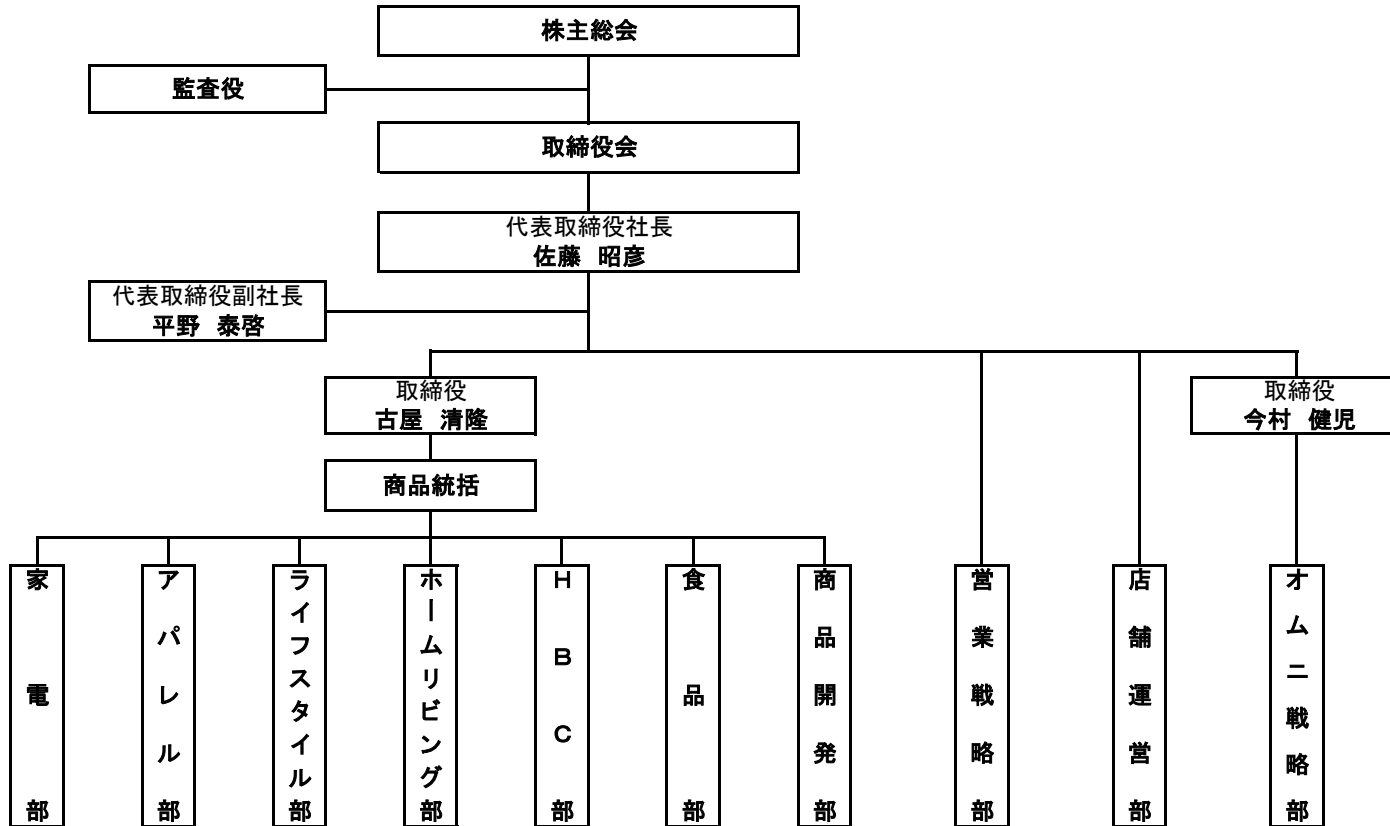 株主総会
監査役
取締役会
代表取締役社長
佐藤　昭彦
代表取締役副社長
平野　泰啓
取締役
古屋　清隆
取締役
今村　健児
商品統括
家電部
アパレル部
ライフスタイル部
ホームリビング部
ＨＢＣ部
食品部
商品開発部
営業戦略部
店舗運営部
オムニ戦略部